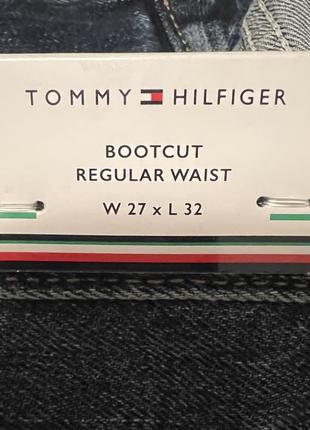 TOMMY HILFIGER
BOOTCUT
REGULAR WAIST
W 27 x L 32